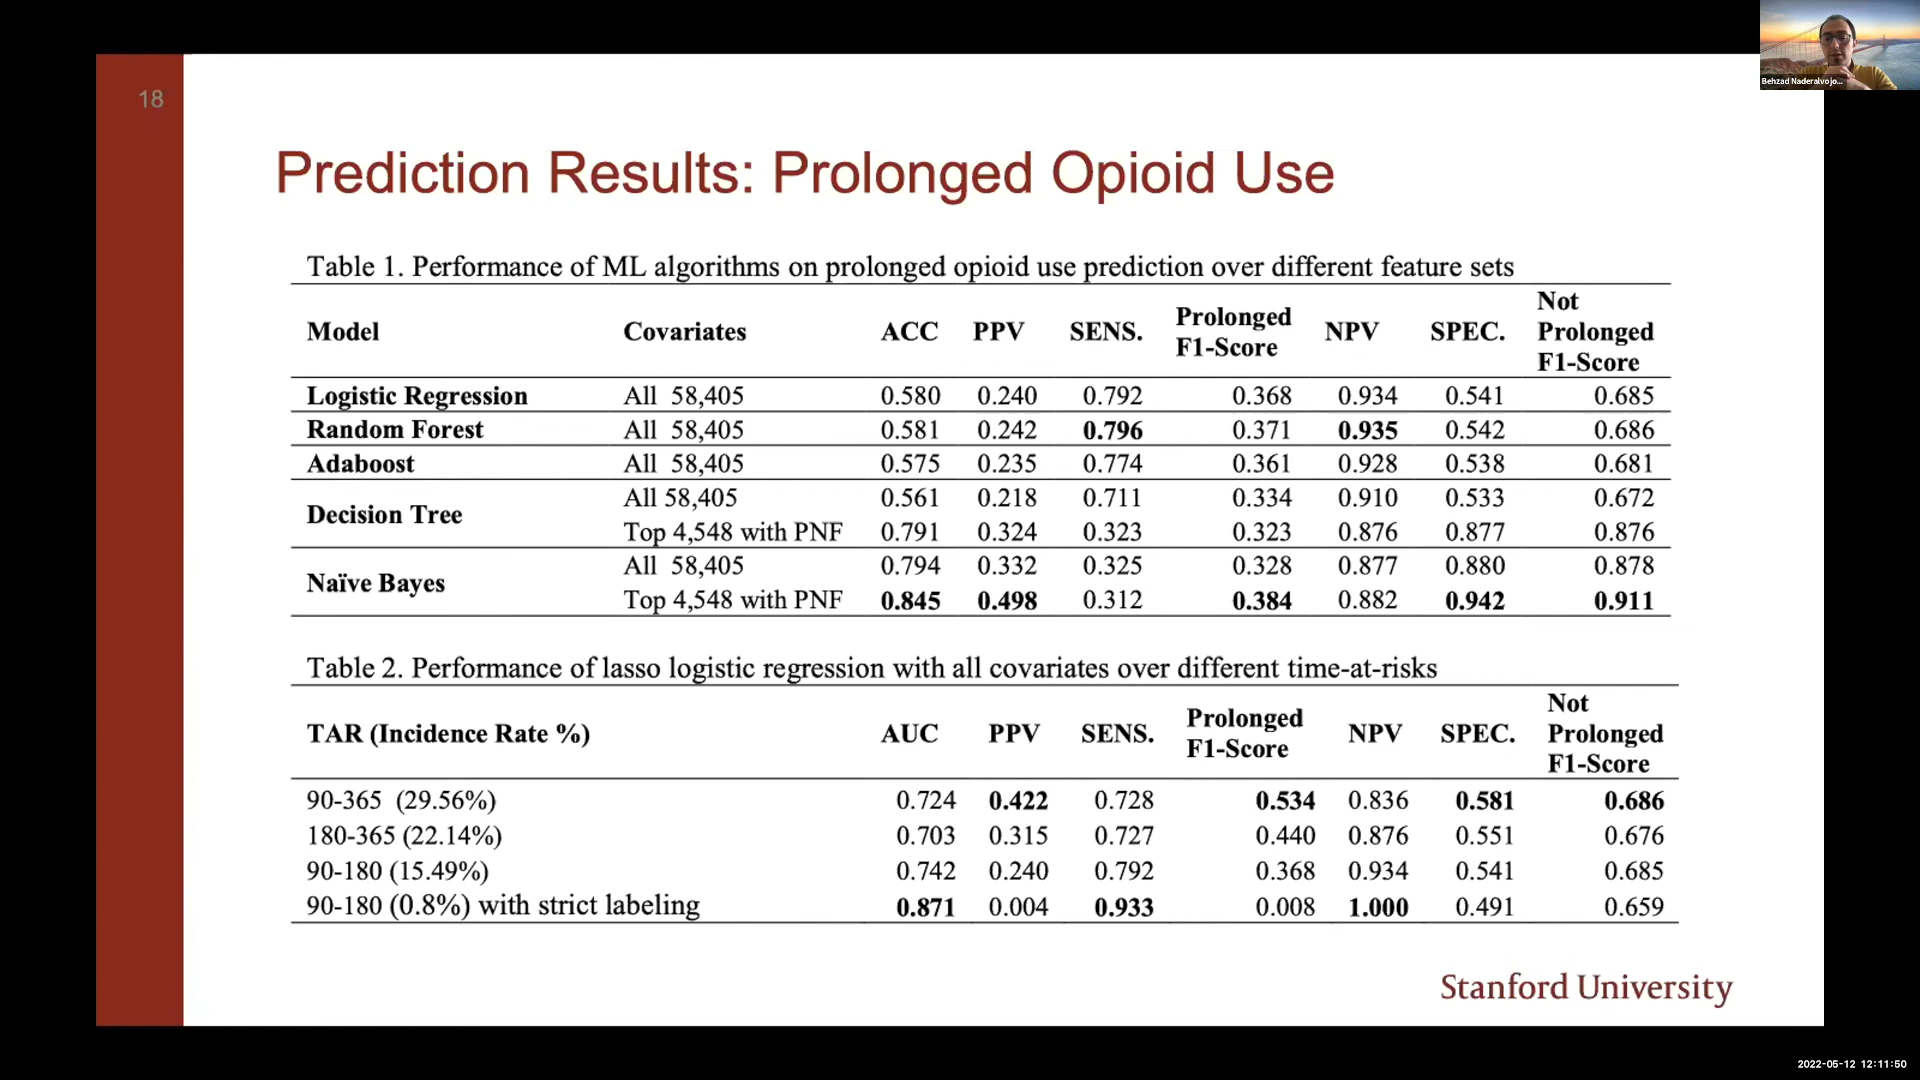 18
Behzad Naderalvojo...
Prediction Results: Prolonged Opioid Use
Table 1. Performance of ML algorithms on prolonged opioid use prediction over different feature sets
Model Covariates ACC PPV SENS. Prolonged F1-Score NPV SPEC. Not Prolonged F1-Score
Logistic Regression All 58,405 0.580 0.240 0.792 0.368 0.934 0.541 0.685
Random Forest All 58,405 0.581 0.242 0.796 0.371 0.935 0.542 0.686
Adaboost All 58,405 0.575 0.235 0.774 0.361 0.928 0.538 0.681
Decision Tree All 58,405 0.561 0.218 0.711 0.334 0.910 0.533 0.672
Top 4,548 with PNF 0.791 0.324 0.323 0.323 0.876 0.877 0.876
Naïve Bayes All 58,405 0.794 0.332 0.325 0.328 0.877 0.880 0.878
Top 4,548 with PNF 0.845 0.498 0.312 0.384 0.882 0.942 0.911
Table 2. Performance of lasso logistic regression with all covariates over different time-at-risks
TAR (Incidence Rate %) AUC PPV SENS. Prolonged F1-Score NPV SPEC. Not Prolonged F1-Score
90-365 (29.56%) 0.724 0.422 0.728 0.534 0.836 0.581 0.686
180-365 (22.14%) 0.703 0.315 0.727 0.440 0.876 0.551 0.676
90-180 (15.49%) 0.742 0.240 0.792 0.368 0.934 0.541 0.685
90-180 (0.8%) with strict labeling 0.871 0.004 0.933 0.008 1.000 0.491 0.659
Stanford University
2022-05-12 12:11:50